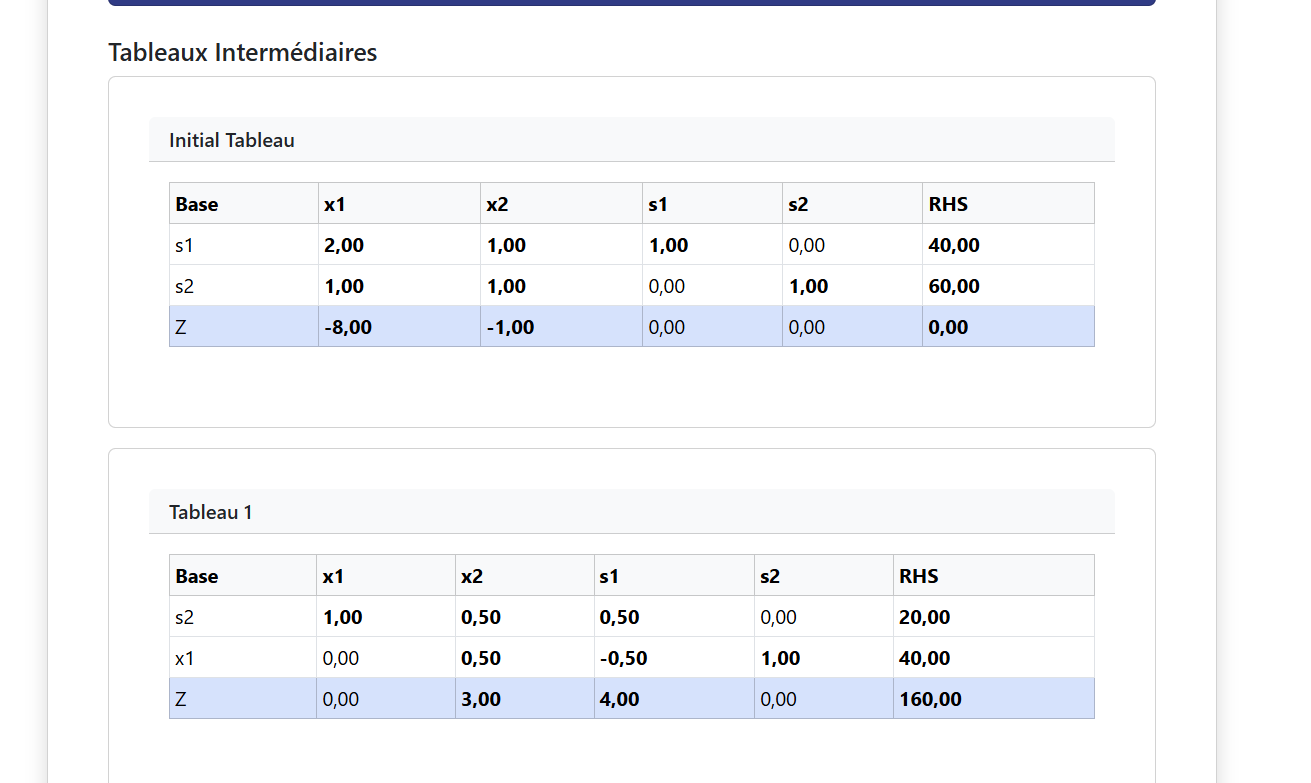 Tableaux Intermédiaires
Initial Tableau
Base x1 x2 s1 s2 RHS
s1 2,00 1,00 1,00 0,00 40,00
s2 1,00 1,00 0,00 1,00 60,00
Z -8,00 -1,00 0,00 0,00 0,00
Tableau 1
Base x1 x2 s1 s2 RHS
s2 1,00 0,50 0,50 0,00 20,00
x1 0,00 0,50 -0,50 1,00 40,00
Z 0,00 3,00 4,00 0,00 160,00